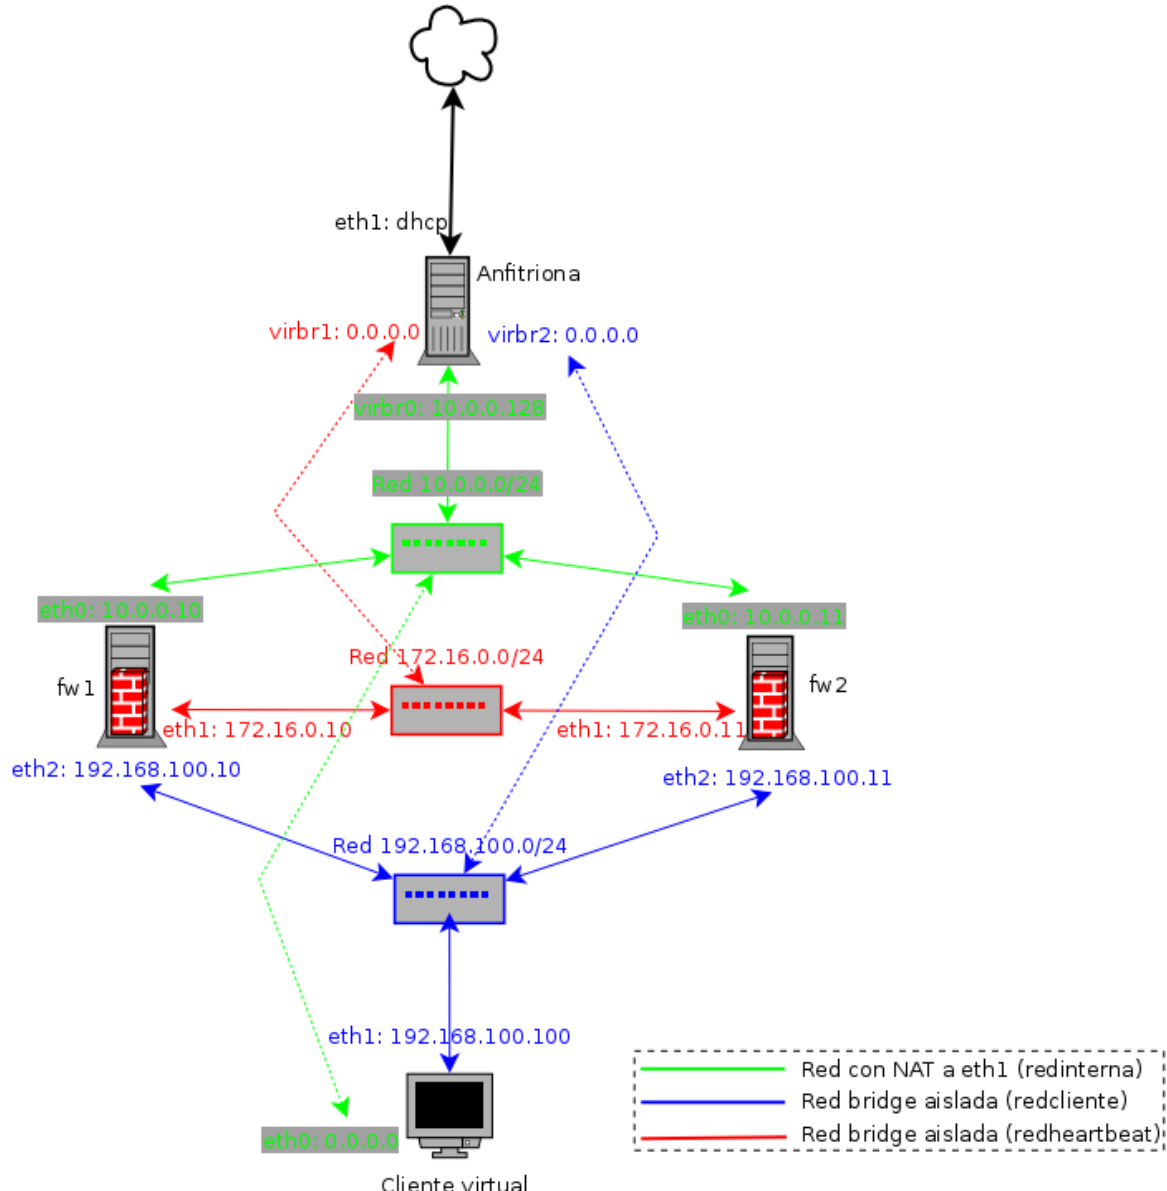 eth1: dhcp
Anfitriona
virbr1: 0.0.0.0
virbr2: 0.0.0.0
virbr0: 10.0.0.128
Red 10.0.0.0/24
eth0: 10.0.0.10
eth0: 10.0.0.11
Red 172.16.0.0/24
fw1
fw2
eth1: 172.16.0.10
eth1: 172.16.0.11
eth2: 192.168.100.10
eth2: 192.168.100.11
Red 192.168.100.0/24
eth1: 192.168.100.100
Red con NAT a eth1 (redinterna)
Red bridge aislada (redcliente)
Red bridge aislada (redheartbeat)
eth0: 0.0.0.0
Cliente virtual